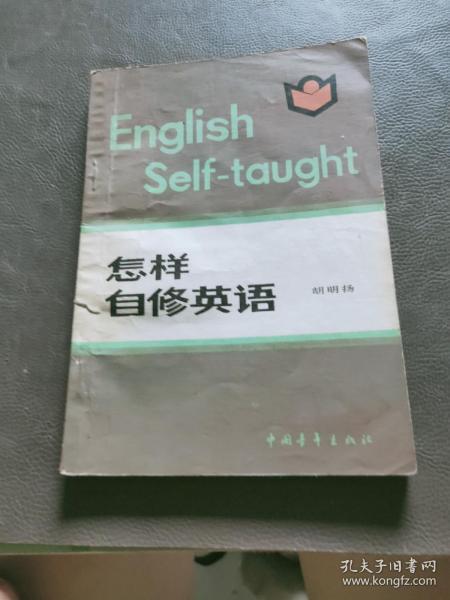 English
Self-taught
怎样
自修英语
胡明扬
中国青年出版社
孔夫子旧书网
www.kongfz.com